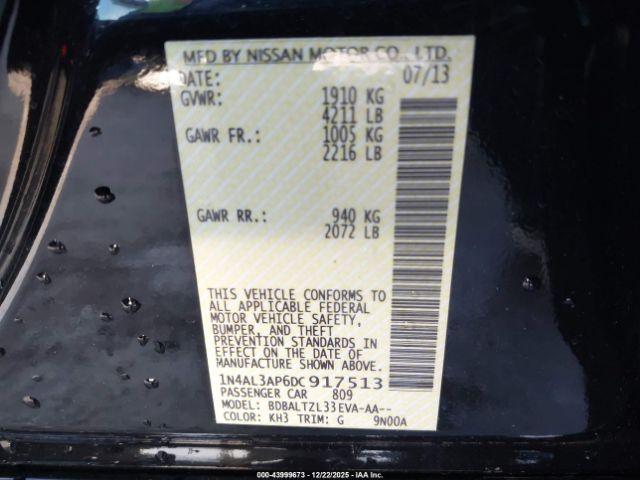 MFD BY NISSAN MOTOR CO., LTD.
DATE: 07/13
GVWR: 1910 KG
4211 LB
GAWR FR.: 1005 KG
2216 LB
GAWR RR.: 940 KG
2072 LB
THIS VEHICLE CONFORMS TO
ALL APPLICABLE FEDERAL
MOTOR VEHICLE SAFETY,
BUMPER, AND THEFT
PREVENTION STANDARDS IN
EFFECT ON THE DATE OF
MANUFACTURE SHOWN ABOVE.
1N4AL3AP6DC917513
PASSENGER CAR 809
MODEL: BDBALTZL33EVA-AA--
COLOR: KH3 TRIM: G 9N00A
000-43999673 - 12/22/2025 - IAAI.COM